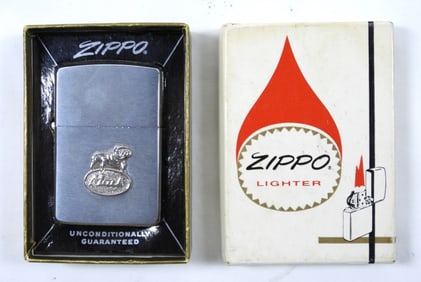 ZIPPO
UNCONDITIONALLY
GUARANTEED
ZIPPO
LIGHTER